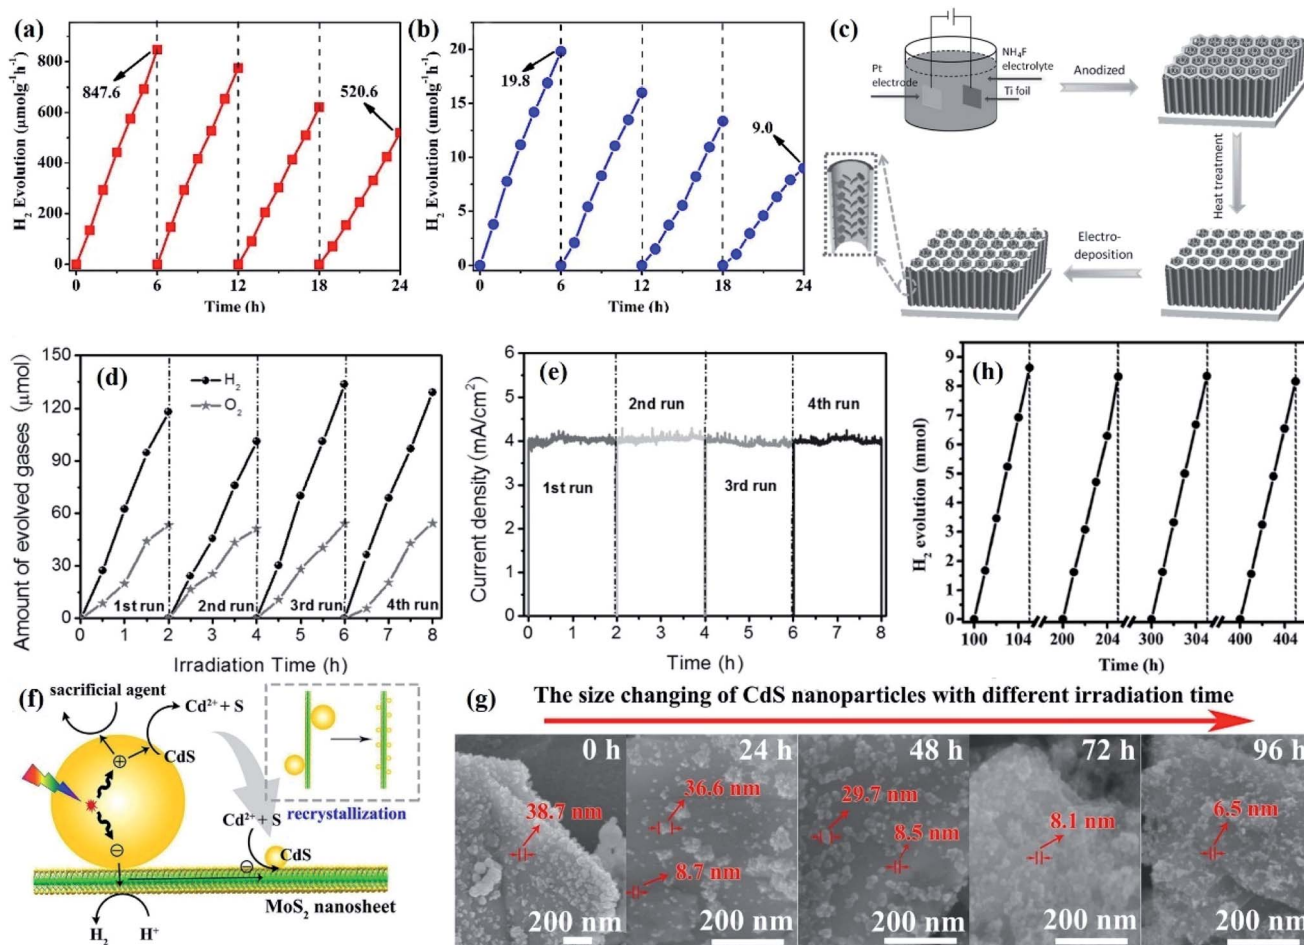 (a)
H₂ Evolution (μmolg⁻¹h⁻¹)
800
600
400
200
0
847.6
520.6
0
6
12
18
24
Time (h)
(b)
H₂ Evolution (umolg⁻¹h⁻¹)
20
15
10
5
0
19.8
9.0
0
6
12
18
24
Time (h)
(c)
Pt
electrode
NH₄F
electrolyte
Ti foil
Anodized
Heat treatment
Electro-
deposition
(d)
Amount of evolved gases (μmol)
150
120
90
60
30
0
H₂
O₂
1st run
2nd run
3rd run
4th run
0
1
2
3
4
5
6
7
8
Irradiation Time (h)
(e)
Current density (mA/cm²)
6
5
4
3
2
1
0
2nd run
4th run
1st run
3rd run
0
1
2
3
4
5
6
7
8
Time (h)
(h)
H₂ evolution (mmol)
9
8
7
6
5
4
3
2
1
0
100
104
200
204
300
304
400
404
Time (h)
(f)
sacrificial agent
Cd²⁺ + S
CdS
recrystallization
Cd²⁺ + S
CdS
MoS₂ nanosheet
H₂
H⁺
(g)
The size changing of CdS nanoparticles with different irradiation time
0 h
24 h
48 h
72 h
96 h
38.7 nm
36.6 nm
8.7 nm
29.7 nm
8.5 nm
8.1 nm
6.5 nm
200 nm
200 nm
200 nm
200 nm
200 nm